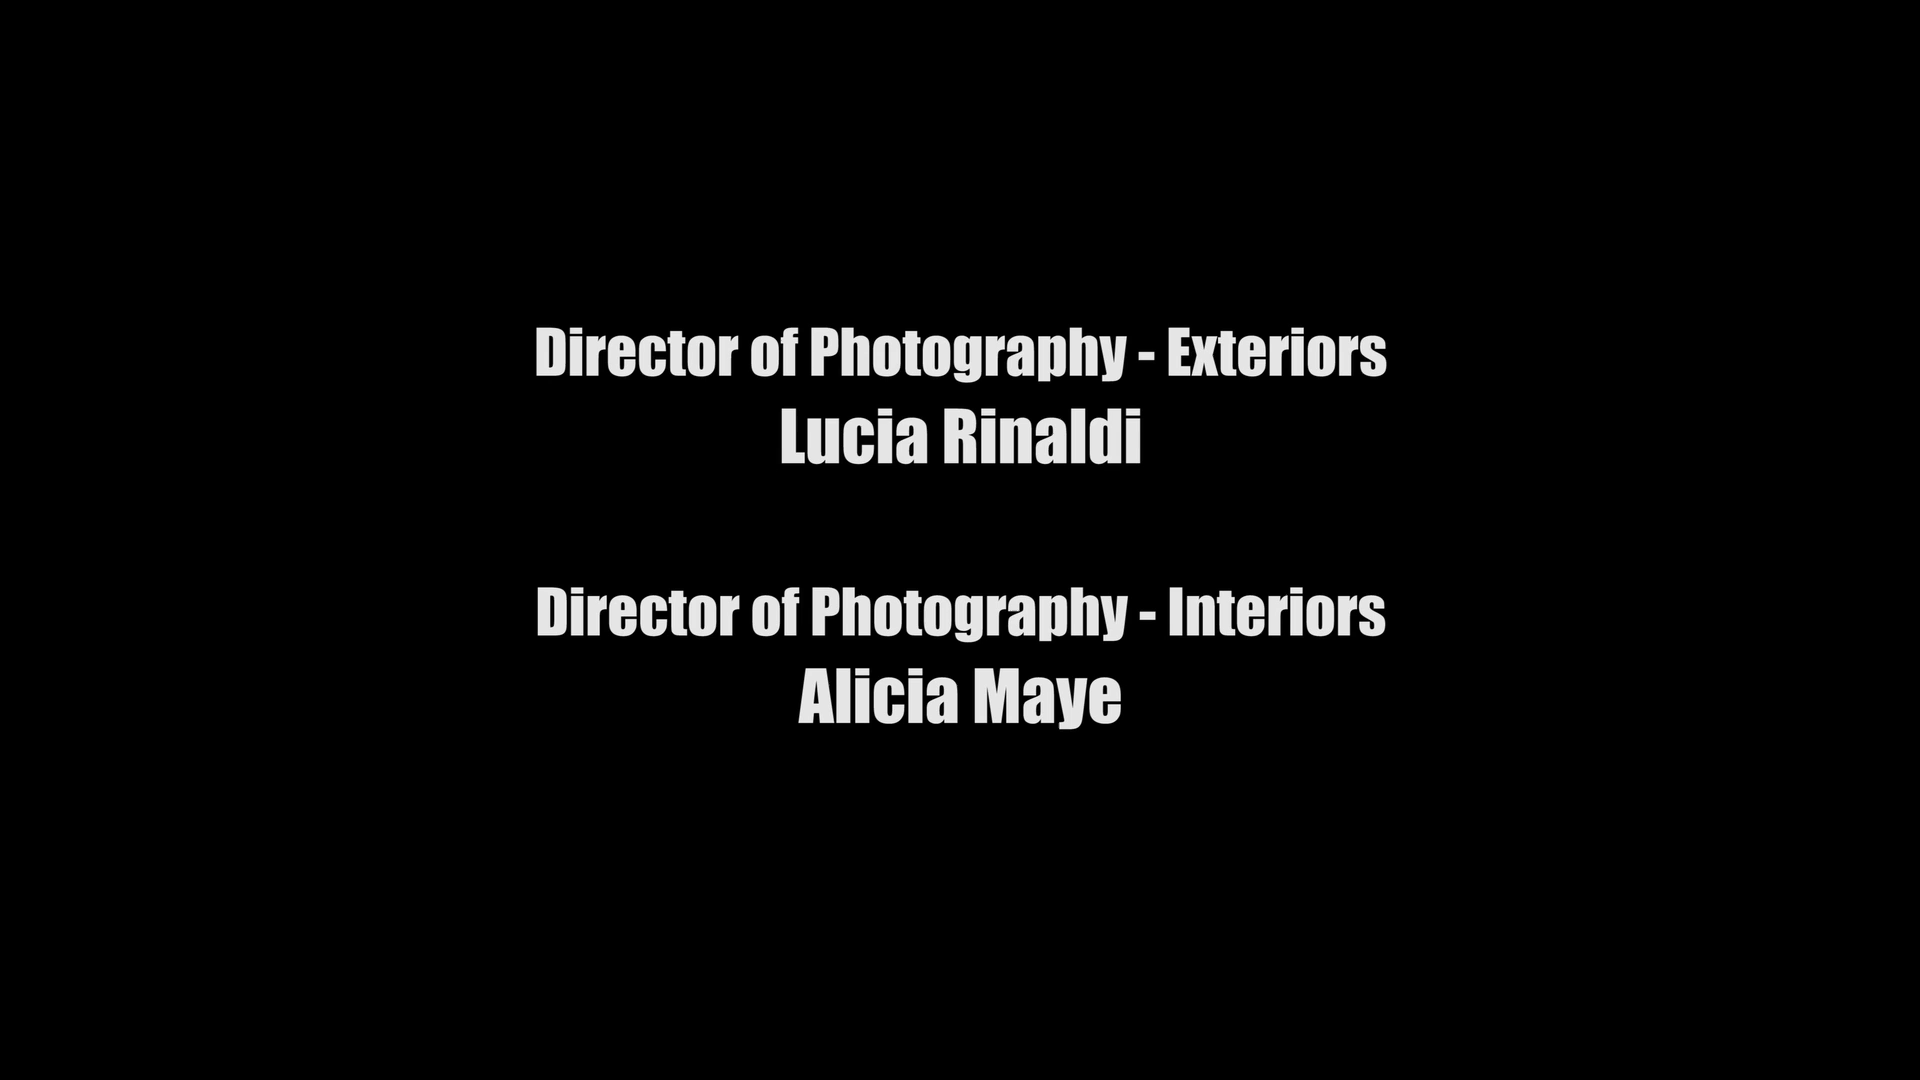 Director of Photography - Exteriors
Lucia Rinaldi
Director of Photography - Interiors
Alicia Maye